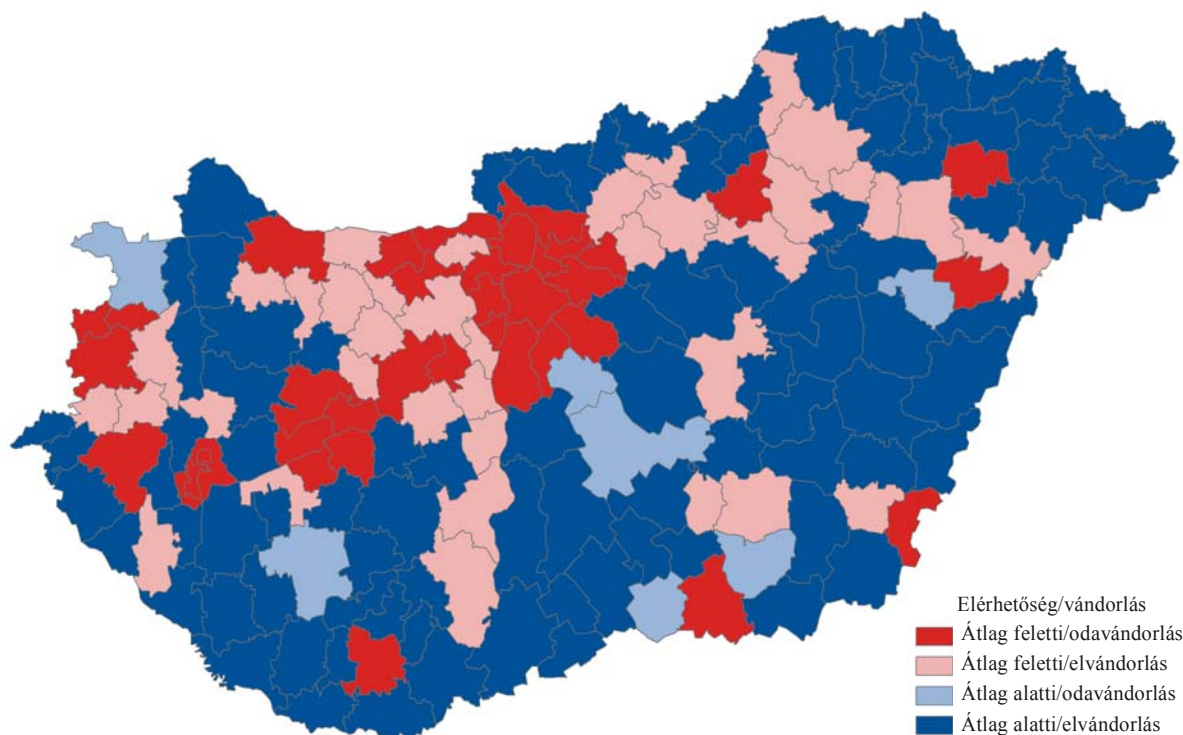 Elérhetőség/vándorlás
Átlag feletti/odavándorlás
Átlag feletti/elvándorlás
Átlag alatti/odavándorlás
Átlag alatti/elvándorlás